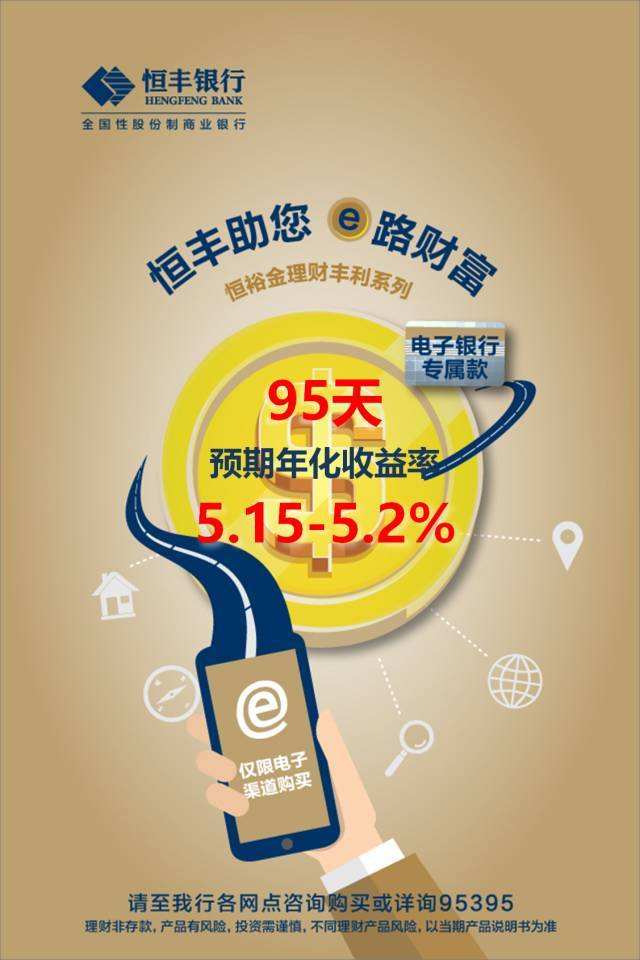 恒丰银行
HENGFENG BANK
全国性股份制商业银行
恒丰助您 e 路财富
恒裕金理财丰利系列
电子银行
专属款
95天
预期年化收益率
5.15-5.2%
e
仅限电子
渠道购买
请至我行各网点咨询购买或详询95395
理财非存款，产品有风险，投资需谨慎，不同理财产品风险，以当期产品说明书为准